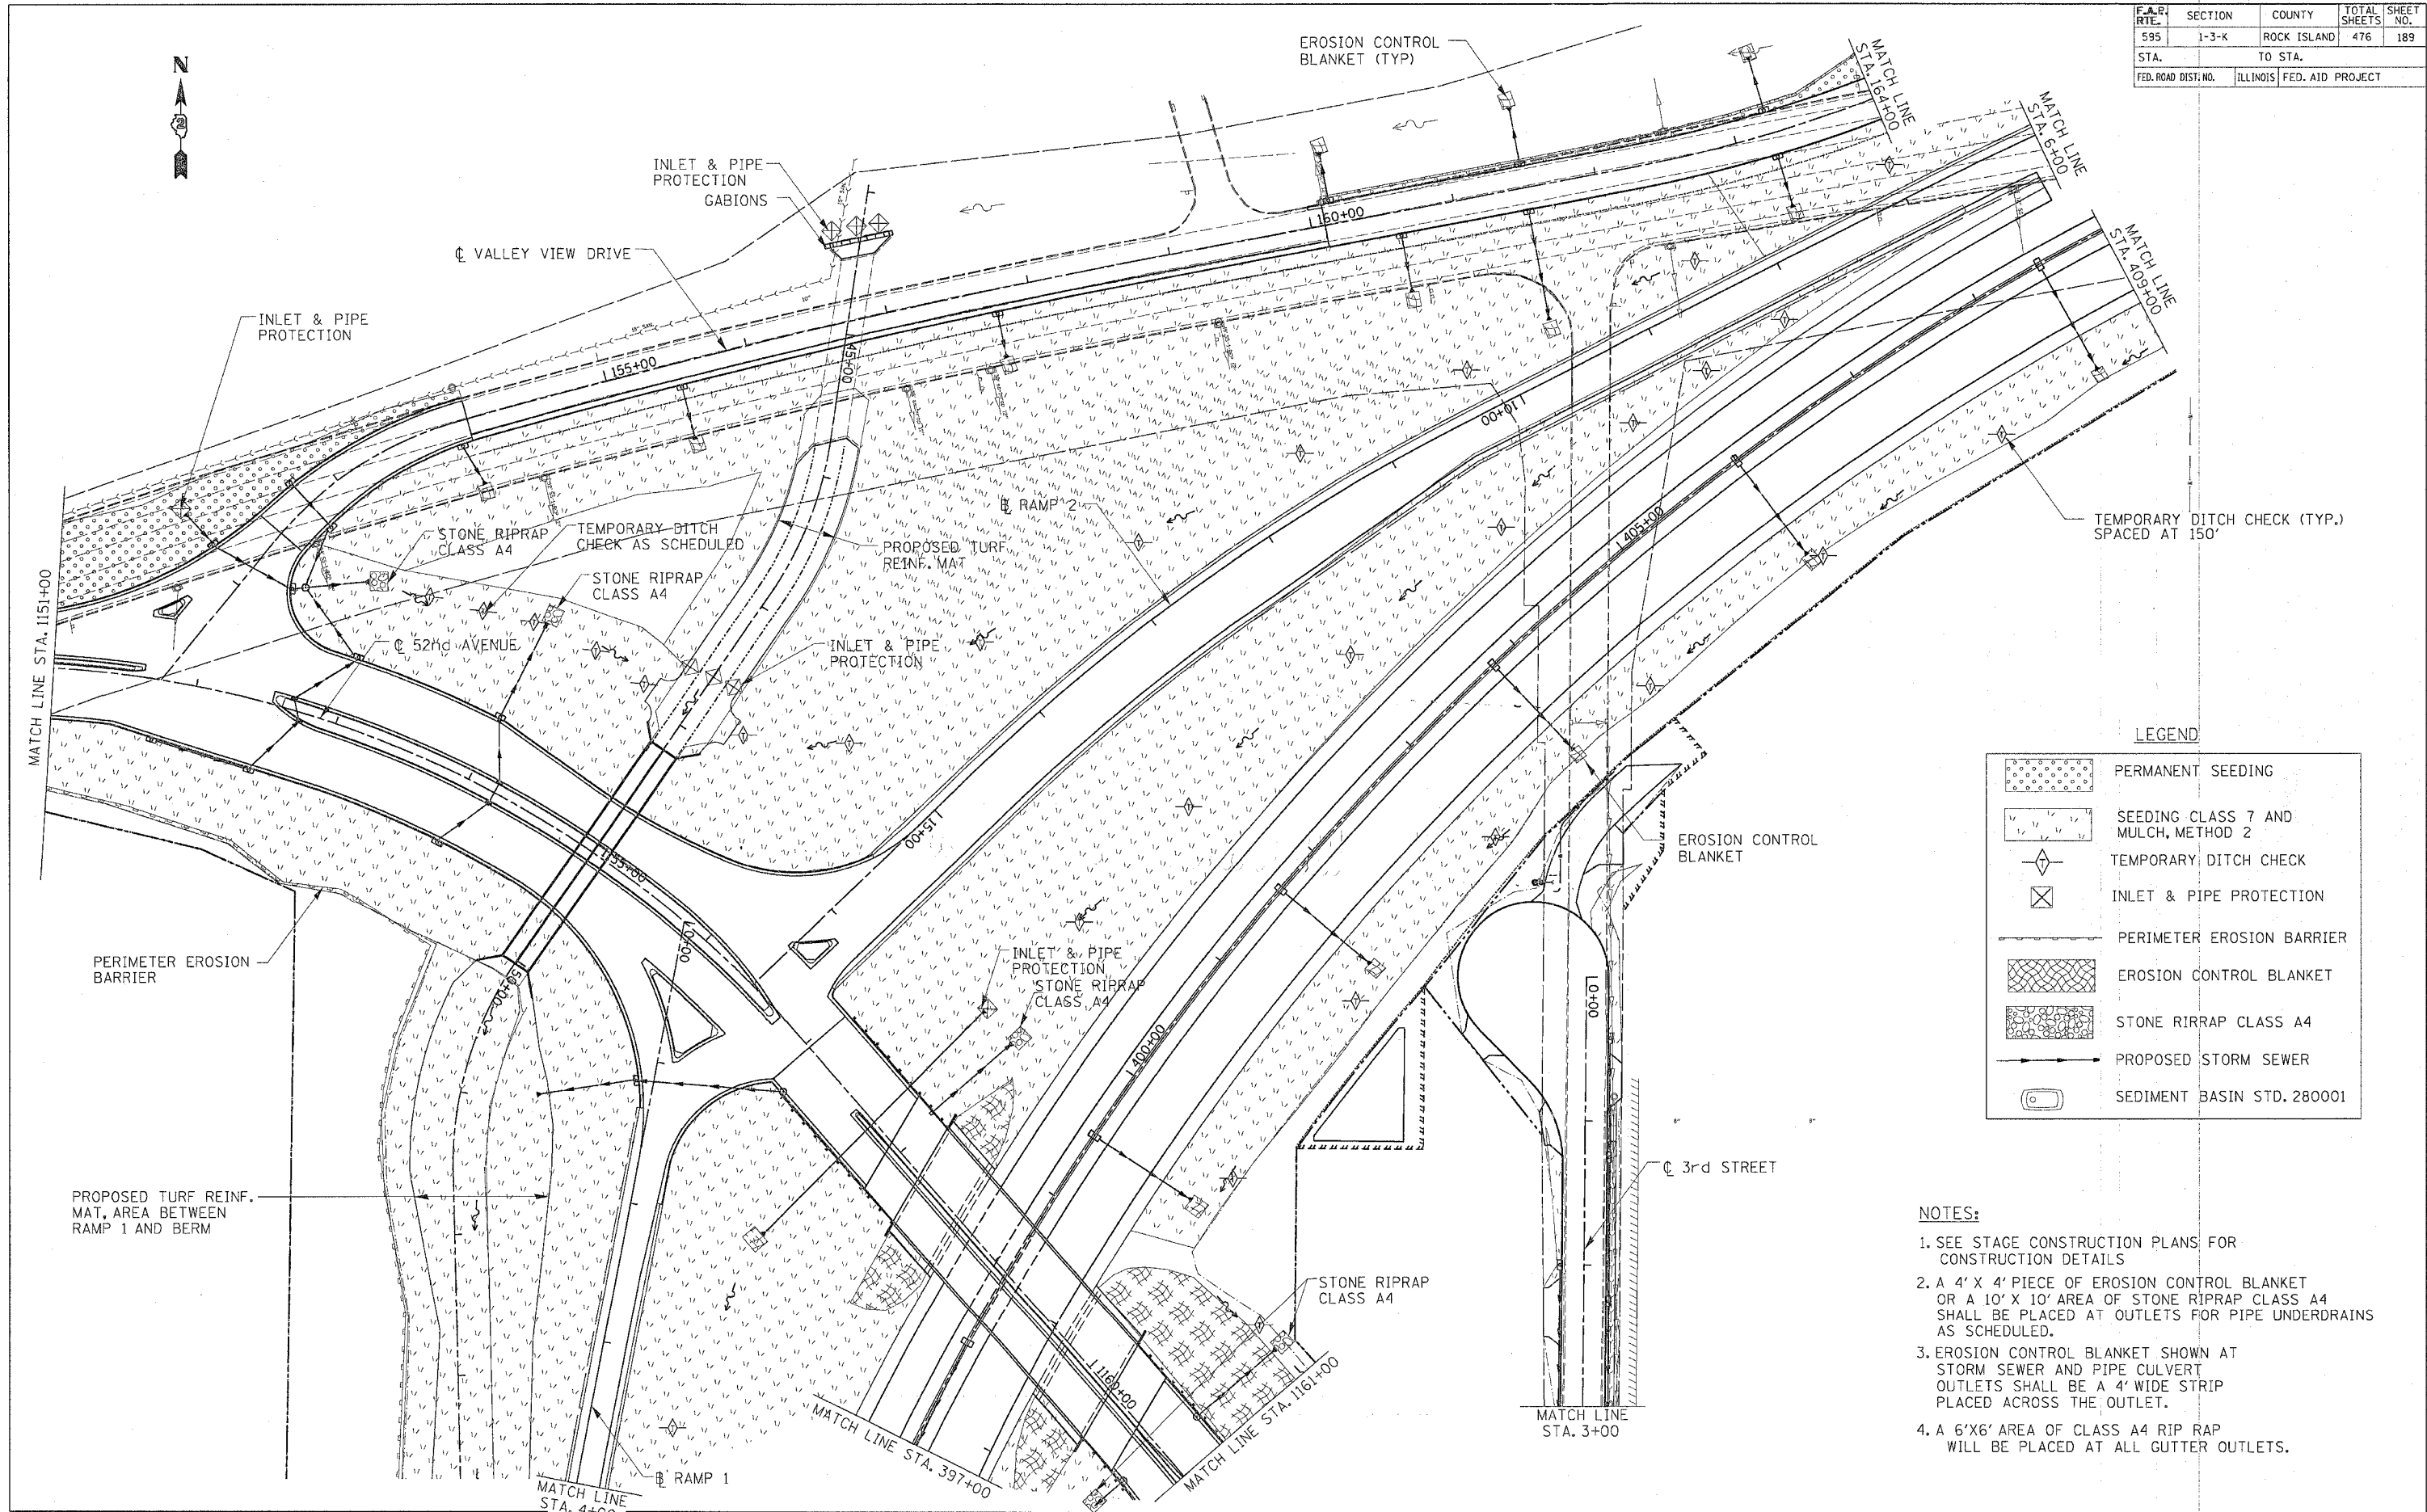 F.A.P. RTE. SECTION COUNTY TOTAL SHEETS SHEET NO.
595 1-3-K ROCK ISLAND 476 189
STA. TO STA.
FED. ROAD DIST. NO. ILLINOIS FED. AID PROJECT
N
2
EROSION CONTROL
BLANKET (TYP)
MATCH LINE
STA. 164+00
MATCH LINE
STA. 6+00
MATCH LINE
STA. 409+00
INLET & PIPE
PROTECTION
GABIONS
℄ VALLEY VIEW DRIVE
INLET & PIPE
PROTECTION
160+00
155+00
45+00
10+00
405+00
℄ RAMP 2
STONE RIPRAP
CLASS A4
TEMPORARY DITCH
CHECK AS SCHEDULED
PROPOSED TURF
REINF. MAT
STONE RIPRAP
CLASS A4
TEMPORARY DITCH CHECK (TYP.)
SPACED AT 150'
MATCH LINE STA. 1151+00
℄ 52nd AVENUE
INLET & PIPE
PROTECTION
15+00
1155+00
0+00
50+00
EROSION CONTROL
BLANKET
PERIMETER EROSION
BARRIER
INLET & PIPE
PROTECTION
STONE RIPRAP
CLASS A4
400+00
0+00
℄ 3rd STREET
PROPOSED TURF REINF.
MAT, AREA BETWEEN
RAMP 1 AND BERM
STONE RIPRAP
CLASS A4
1160+00
MATCH LINE STA. 1161+00
MATCH LINE STA. 397+00
℄ RAMP 1
MATCH LINE
STA. 4+00
MATCH LINE
STA. 3+00
LEGEND
PERMANENT SEEDING
SEEDING CLASS 7 AND
MULCH, METHOD 2
TEMPORARY DITCH CHECK
INLET & PIPE PROTECTION
PERIMETER EROSION BARRIER
EROSION CONTROL BLANKET
STONE RIRRAP CLASS A4
PROPOSED STORM SEWER
SEDIMENT BASIN STD. 280001
NOTES:
1. SEE STAGE CONSTRUCTION PLANS FOR
CONSTRUCTION DETAILS
2. A 4' X 4' PIECE OF EROSION CONTROL BLANKET
OR A 10' X 10' AREA OF STONE RIPRAP CLASS A4
SHALL BE PLACED AT OUTLETS FOR PIPE UNDERDRAINS
AS SCHEDULED.
3. EROSION CONTROL BLANKET SHOWN AT
STORM SEWER AND PIPE CULVERT
OUTLETS SHALL BE A 4' WIDE STRIP
PLACED ACROSS THE OUTLET.
4. A 6'X6' AREA OF CLASS A4 RIP RAP
WILL BE PLACED AT ALL GUTTER OUTLETS.